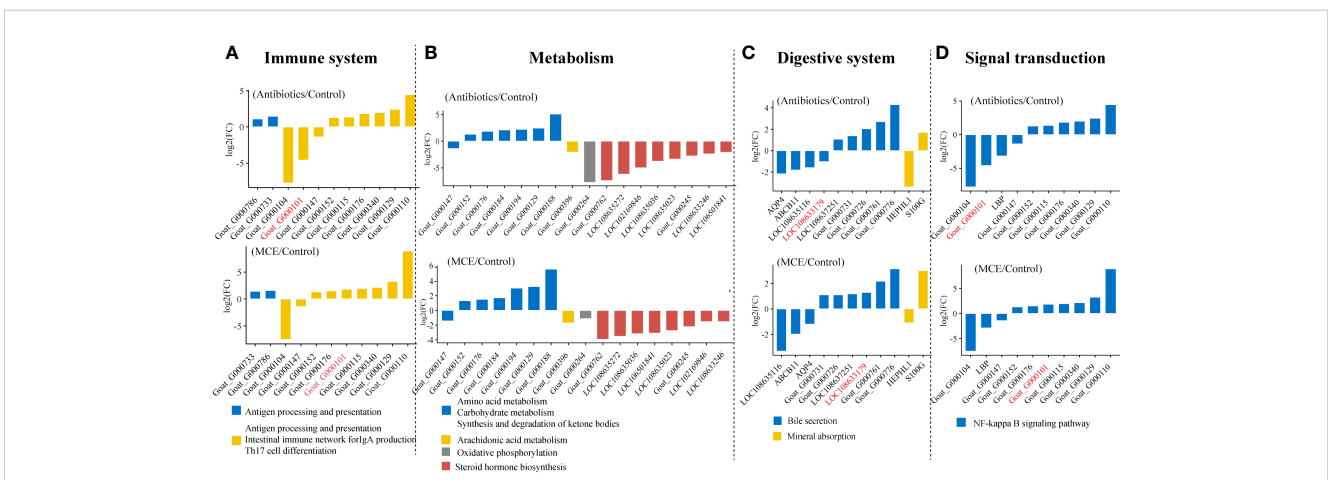 A Immune system
(Antibiotics/Control)
log2(FC)
5
0
-5
Goat_G000786
Goat_G000733
Goat_G000104
Goat_G000101
Goat_G000147
Goat_G000152
Goat_G000115
Goat_G000176
Goat_G000340
Goat_G000129
Goat_G000110
(MCE/Control)
log2(FC)
5
0
-5
Goat_G000733
Goat_G000786
Goat_G000104
Goat_G000147
Goat_G000152
Goat_G000176
Goat_G000101
Goat_G000115
Goat_G000340
Goat_G000129
Goat_G000110
Antigen processing and presentation
Antigen processing and presentation
Intestinal immune network forIgA production
Th17 cell differentiation
B Metabolism
(Antibiotics/Control)
log2(FC)
5
0
-5
Goat_G000147
Goat_G000152
Goat_G000176
Goat_G000184
Goat_G000194
Goat_G000129
Goat_G000188
Goat_G000396
Goat_G000264
Goat_G000762
LOC108635272
LOC102169846
LOC108635036
LOC108635023
Goat_G000245
LOC108633246
LOC106501841
(MCE/Control)
log2(FC)
6
4
2
0
-2
-4
Goat_G000147
Goat_G000152
Goat_G000176
Goat_G000184
Goat_G000194
Goat_G000129
Goat_G000188
Goat_G000396
Goat_G000264
Goat_G000762
LOC108635272
LOC108635036
LOC106501841
LOC108635023
Goat_G000245
LOC102169846
LOC108633246
Amino acid metabolism
Carbohydrate metabolism
Synthesis and degradation of ketone bodies
Arachidonic acid metabolism
Oxidative phosphorylation
Steroid hormone biosynthesis
C Digestive system
(Antibiotics/Control)
log2(FC)
4
2
0
-2
AQP4
ABCB11
LOC108635116
LOC108633179
LOC108637251
Goat_G000731
Goat_G000726
Goat_G000761
Goat_G000776
HEPHL1
S100G
(MCE/Control)
log2(FC)
2
0
-2
LOC108635116
ABCB11
AQP4
Goat_G000731
Goat_G000726
LOC108637251
LOC108633179
Goat_G000761
Goat_G000776
HEPHL1
S100G
Bile secretion
Mineral absorption
D Signal transduction
(Antibiotics/Control)
log2(FC)
5
0
-5
Goat_G000104
Goat_G000101
LBP
Goat_G000147
Goat_G000152
Goat_G000115
Goat_G000176
Goat_G000340
Goat_G000129
Goat_G000110
(MCE/Control)
log2(FC)
5
0
-5
Goat_G000104
LBP
Goat_G000147
Goat_G000152
Goat_G000176
Goat_G000101
Goat_G000115
Goat_G000340
Goat_G000129
Goat_G000110
NF-kappa B signaling pathway